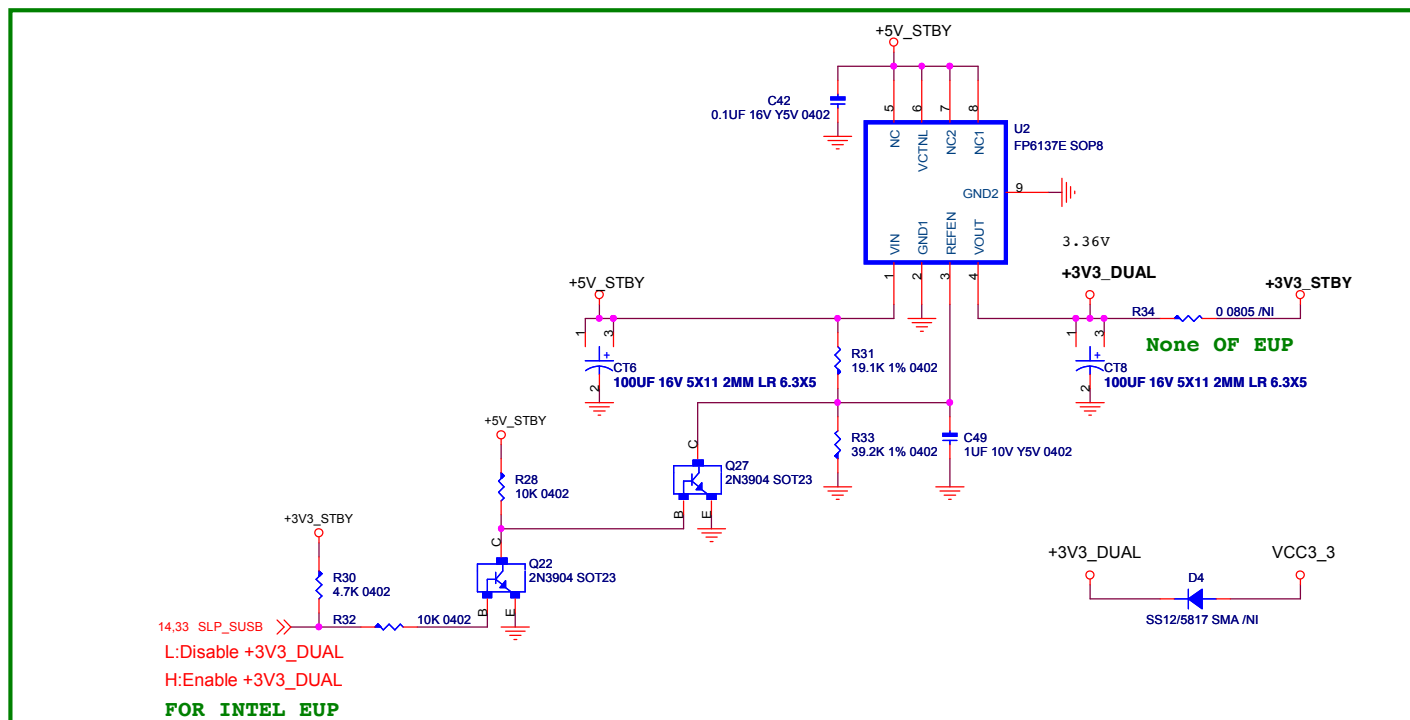 +5V_STBY
C42
0.1UF 16V Y5V 0402
5
6
7
8
NC
VCTNL
NC2
NC1
U2
FP6137E SOP8
GND2
9
VIN
GND1
REFEN
VOUT
1
2
3
4
3.36V
+5V_STBY
+3V3_DUAL
+3V3_STBY
R34
0 0805 /NI
None OF EUP
1
3
+
CT6
100UF 16V 5X11 2MM LR 6.3X5
2
R31
19.1K 1% 0402
1
3
+
CT8
100UF 16V 5X11 2MM LR 6.3X5
2
+5V_STBY
R28
10K 0402
C
Q27
2N3904 SOT23
B
E
R33
39.2K 1% 0402
C49
1UF 10V Y5V 0402
+3V3_STBY
R30
4.7K 0402
C
Q22
2N3904 SOT23
B
E
+3V3_DUAL
VCC3_3
D4
SS12/5817 SMA /NI
14,33 SLP_SUSB
R32
10K 0402
L:Disable +3V3_DUAL
H:Enable +3V3_DUAL
FOR INTEL EUP